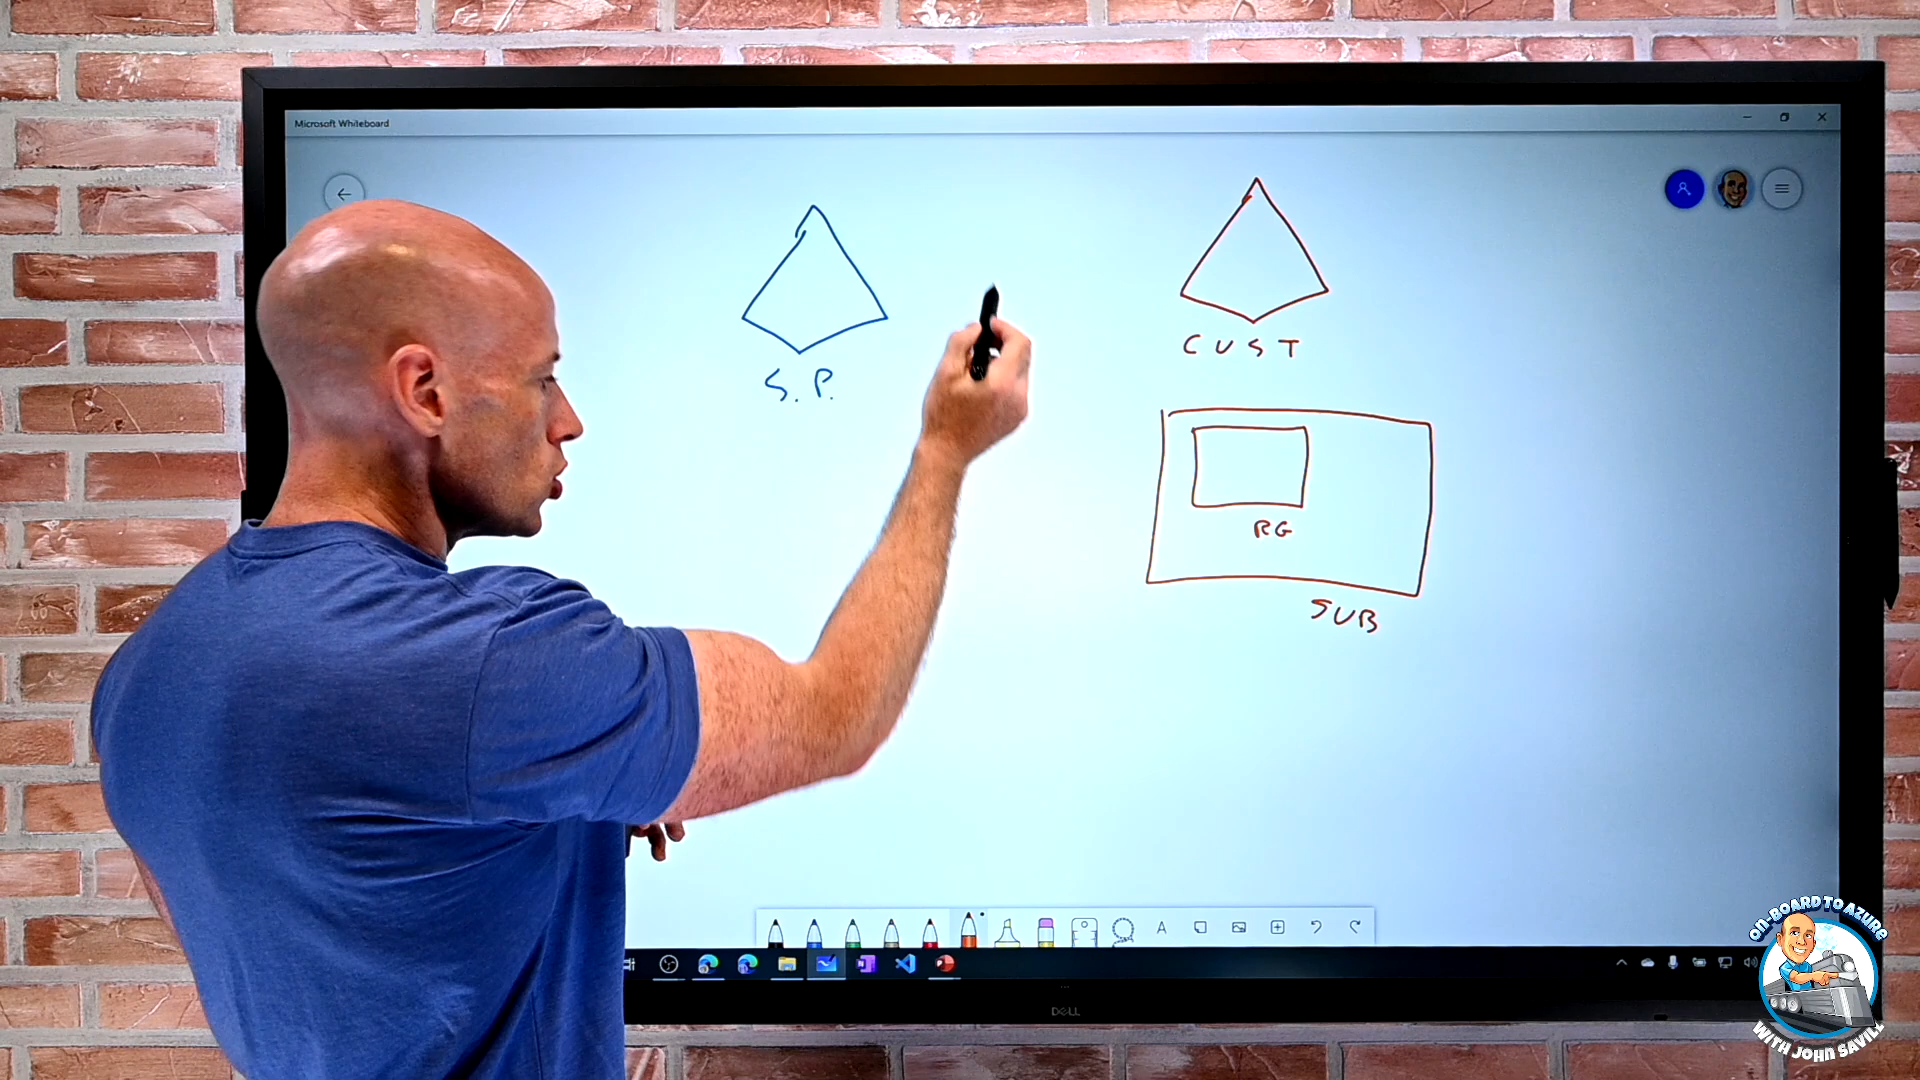 Microsoft Whiteboard
CUST
S.P.
RG
SUB
A
DELL
ON-BOARD TO AZURE
WITH JOHN SAVILL